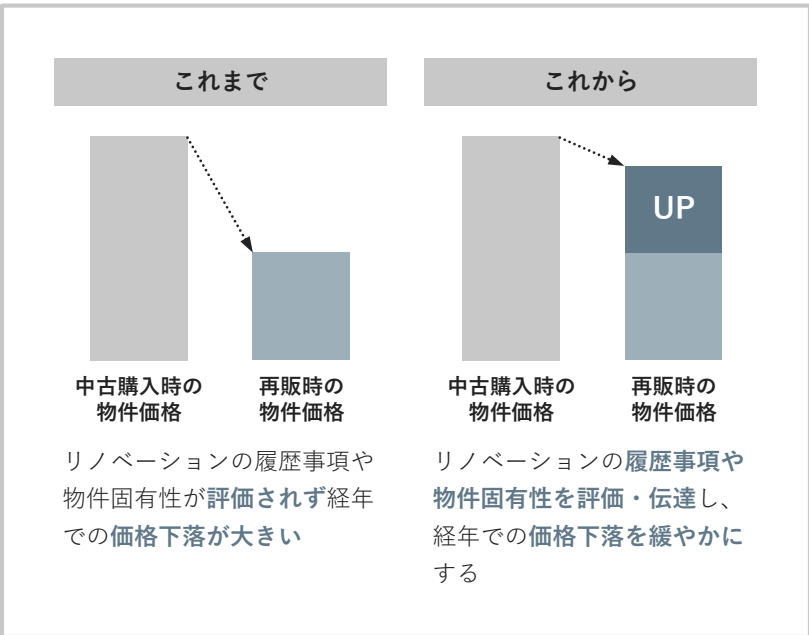 これまで
中古購入時の
物件価格
再販時の
物件価格
リノベーションの履歴事項や
物件固有性が評価されず経年
での価格下落が大きい
これから
UP
中古購入時の
物件価格
再販時の
物件価格
リノベーションの履歴事項や
物件固有性を評価・伝達し、
経年での価格下落を緩やかに
する